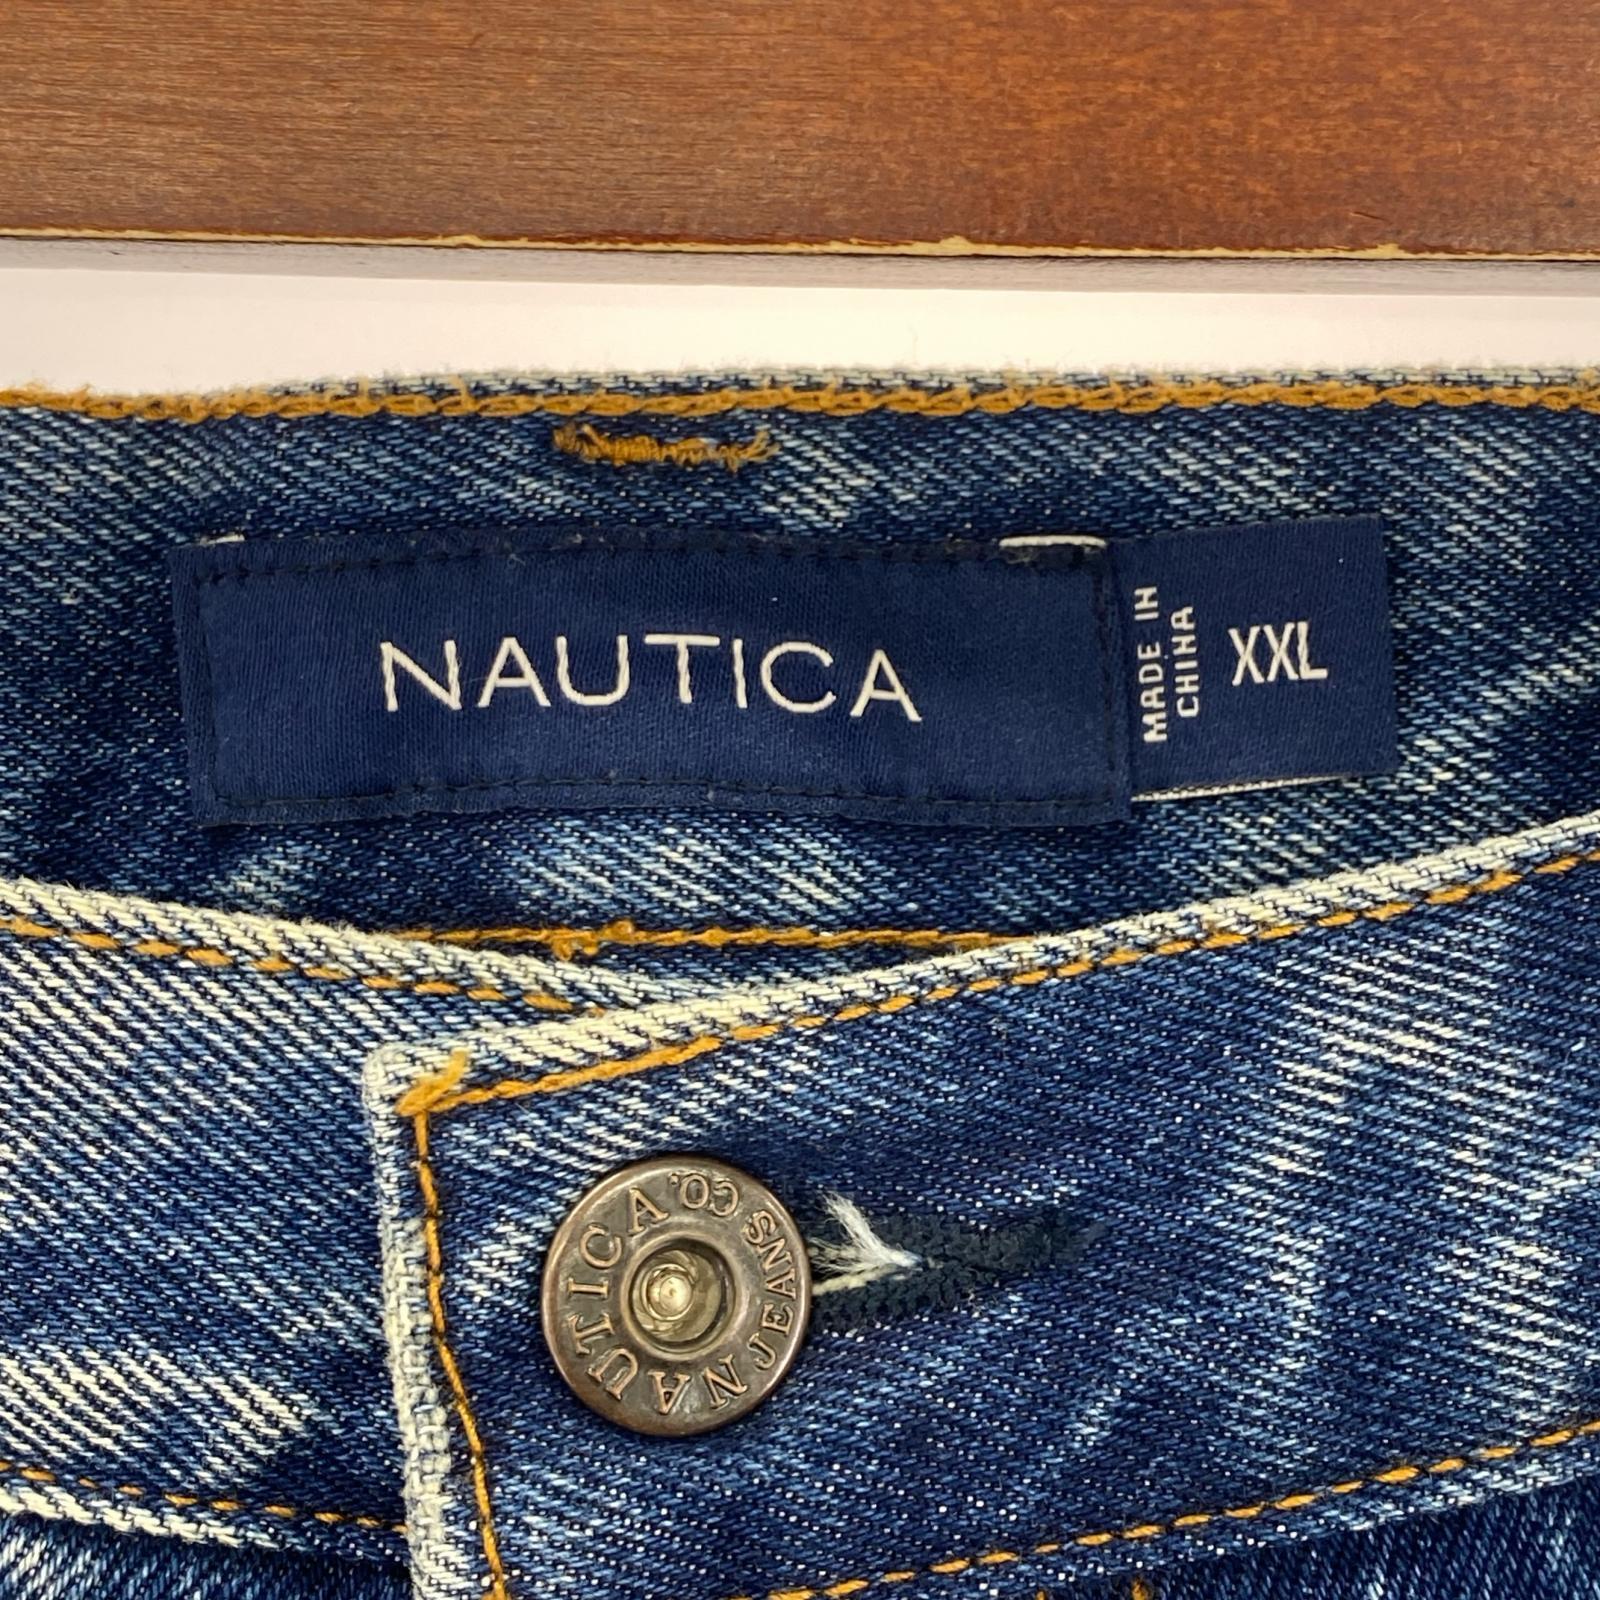 NAUTICA
MADE IN
CHINA
XXL
NAUTICA JEANS CO.